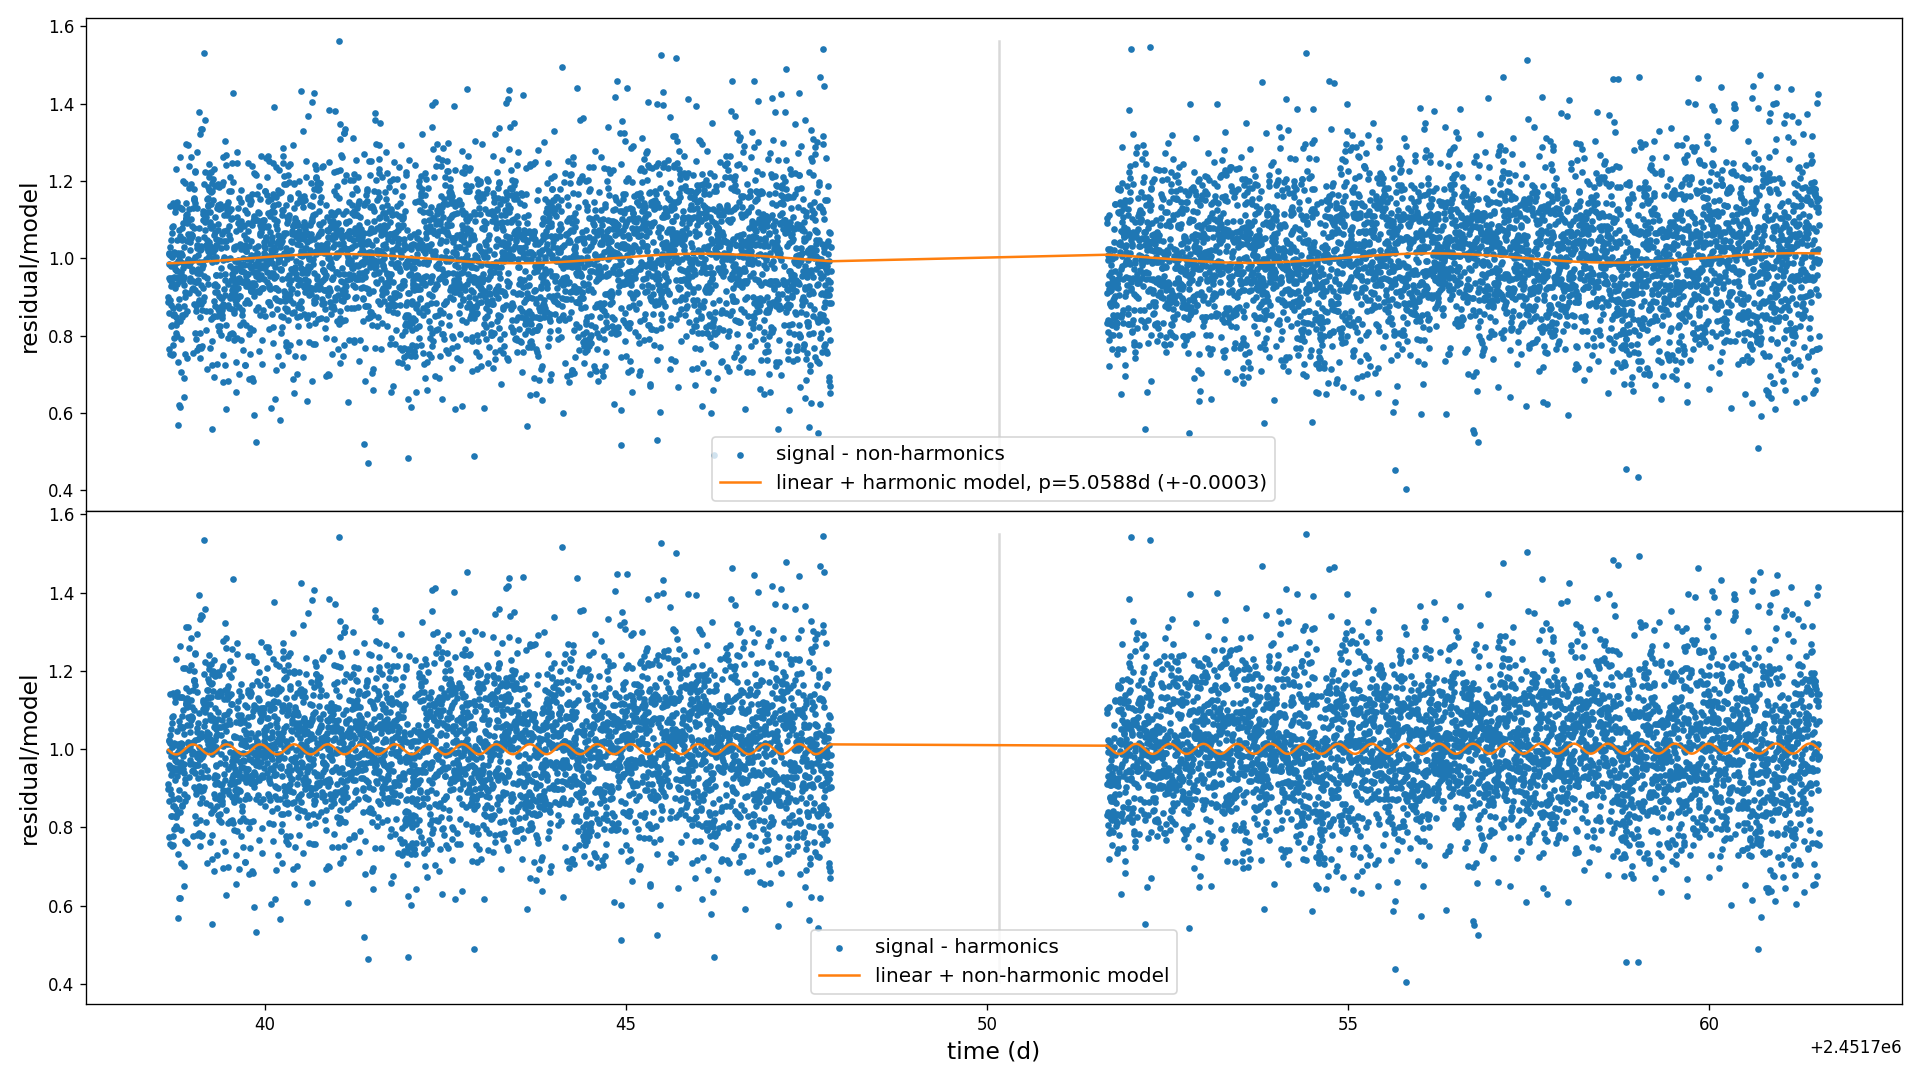 1.6
1.4
1.2
1.0
0.8
0.6
0.4
residual/model
signal - non-harmonics
linear + harmonic model, p=5.0588d (+-0.0003)
1.6
1.4
1.2
1.0
0.8
0.6
0.4
residual/model
signal - harmonics
linear + non-harmonic model
40 45 50 55 60
time (d)
+2.4517e6